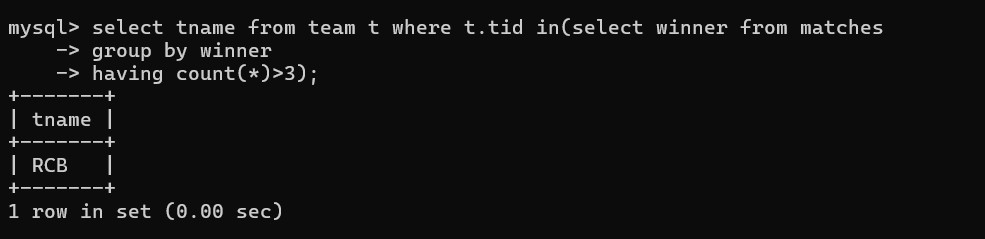 mysql> select tname from team t where t.tid in(select winner from matches
    -> group by winner
    -> having count(*)>3);
+-------+
| tname |
+-------+
| RCB   |
+-------+
1 row in set (0.00 sec)